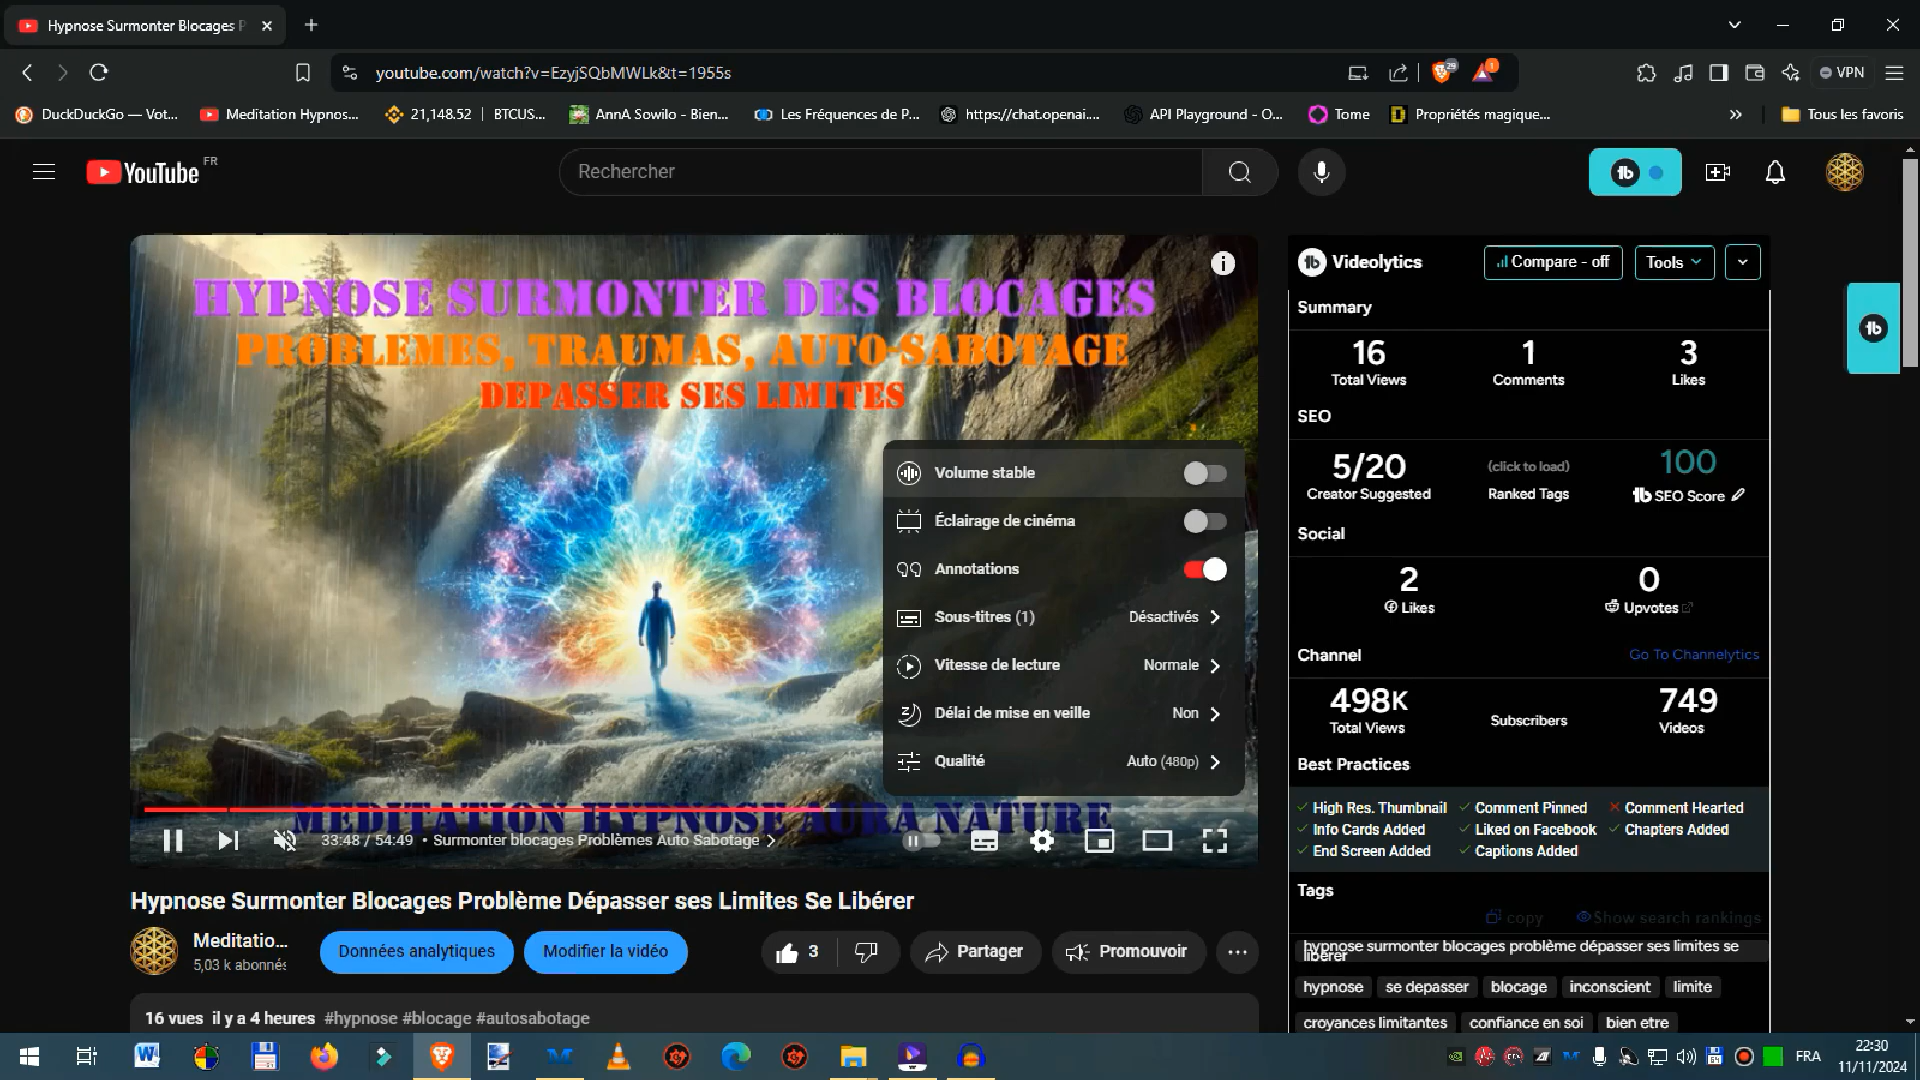 Hypnose Surmonter Blocages P
youtube.com/watch?v=EzyjSQbMWLk&t=1955s
29
1
VPN
DuckDuckGo — Vot...
Meditation Hypnos...
21,148.52 | BTCUS...
AnnA Sowilo - Bien...
Les Fréquences de P...
https://chat.openai....
API Playground - O...
Tome
Propriétés magique...
Tous les favoris
YouTube FR
Rechercher
HYPNOSE SURMONTER DES BLOCAGES
PROBLEMES, TRAUMAS, AUTO-SABOTAGE
DEPASSER SES LIMITES
Volume stable
Éclairage de cinéma
Annotations
Sous-titres (1) Désactivés
Vitesse de lecture Normale
Délai de mise en veille Non
Qualité Auto (480p)
MEDITATION HYPNOSE AURA NATURE
33:48 / 54:49 • Surmonter blocages Problèmes Auto Sabotage
Hypnose Surmonter Blocages Problème Dépasser ses Limites Se Libérer
Meditatio...
5,03 k abonnés
Données analytiques
Modifier la vidéo
3
Partager
Promouvoir
16 vues il y a 4 heures #hypnose #blocage #autosabotage
Videolytics
Compare - off
Tools
Summary
16 1 3
Total Views Comments Likes
SEO
5/20 (click to load) 100
Creator Suggested Ranked Tags SEO Score
Social
2 0
Likes Upvotes
Channel Go To Channelytics
498K 749
Total Views Subscribers Videos
Best Practices
High Res. Thumbnail Comment Pinned Comment Hearted
Info Cards Added Liked on Facebook Chapters Added
End Screen Added Captions Added
Tags
copy Show search rankings
hypnose surmonter blocages problème dépasser ses limites se
libérer
hypnose se depasser blocage inconscient limite
croyances limitantes confiance en soi bien etre
FRA
22:30
11/11/2024